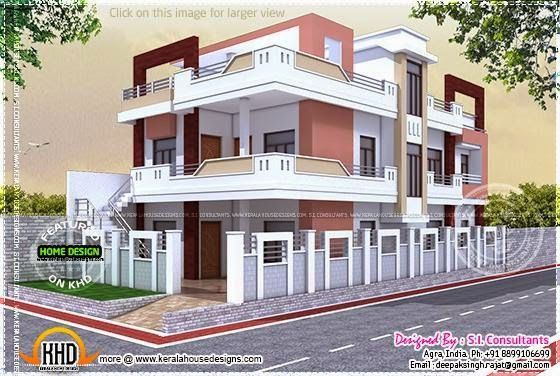 Click on this image for larger view
FEATURED
HOME DESIGN
ON KHD
KHD
more @ www.keralahousedesigns.com
Designed By : S.I. Consultants
Agra, India, Ph: +91 8899106699
Email : deepaksinghrajat@gmail.com